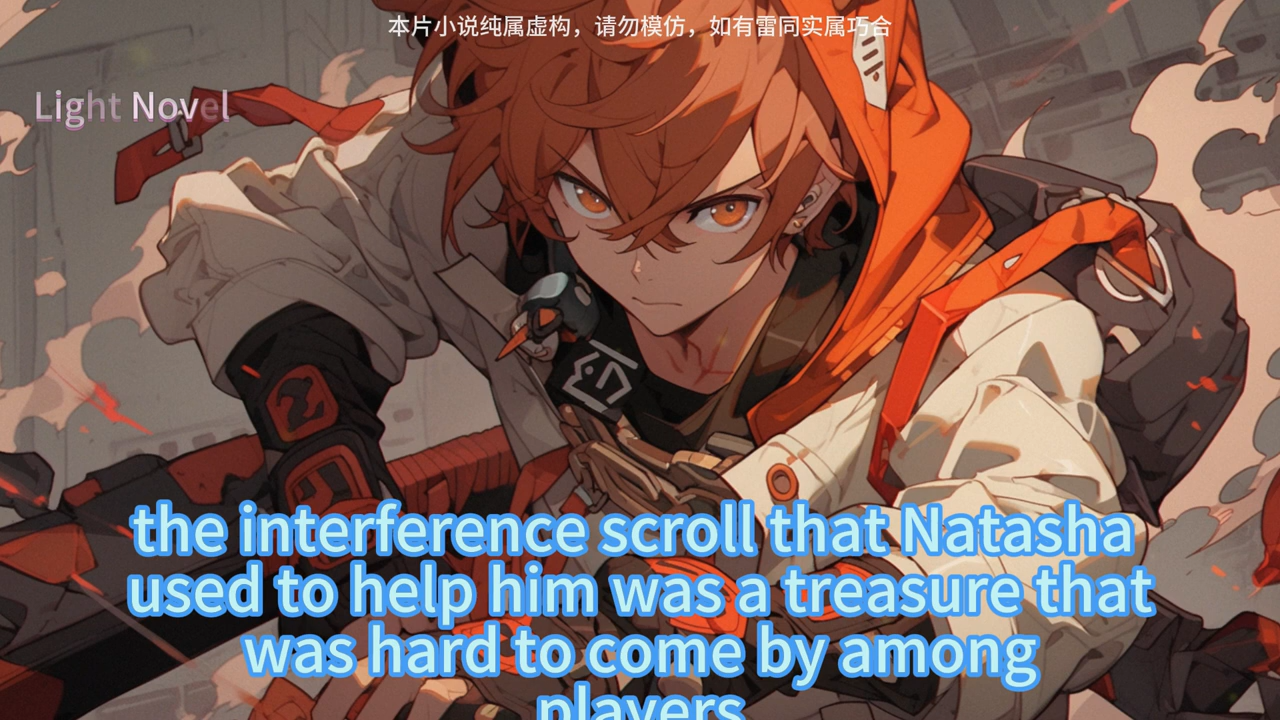 本片小说纯属虚构，请勿模仿，如有雷同实属巧合
Light Novel
2
the interference scroll that Natasha
used to help him was a treasure that
was hard to come by among
players